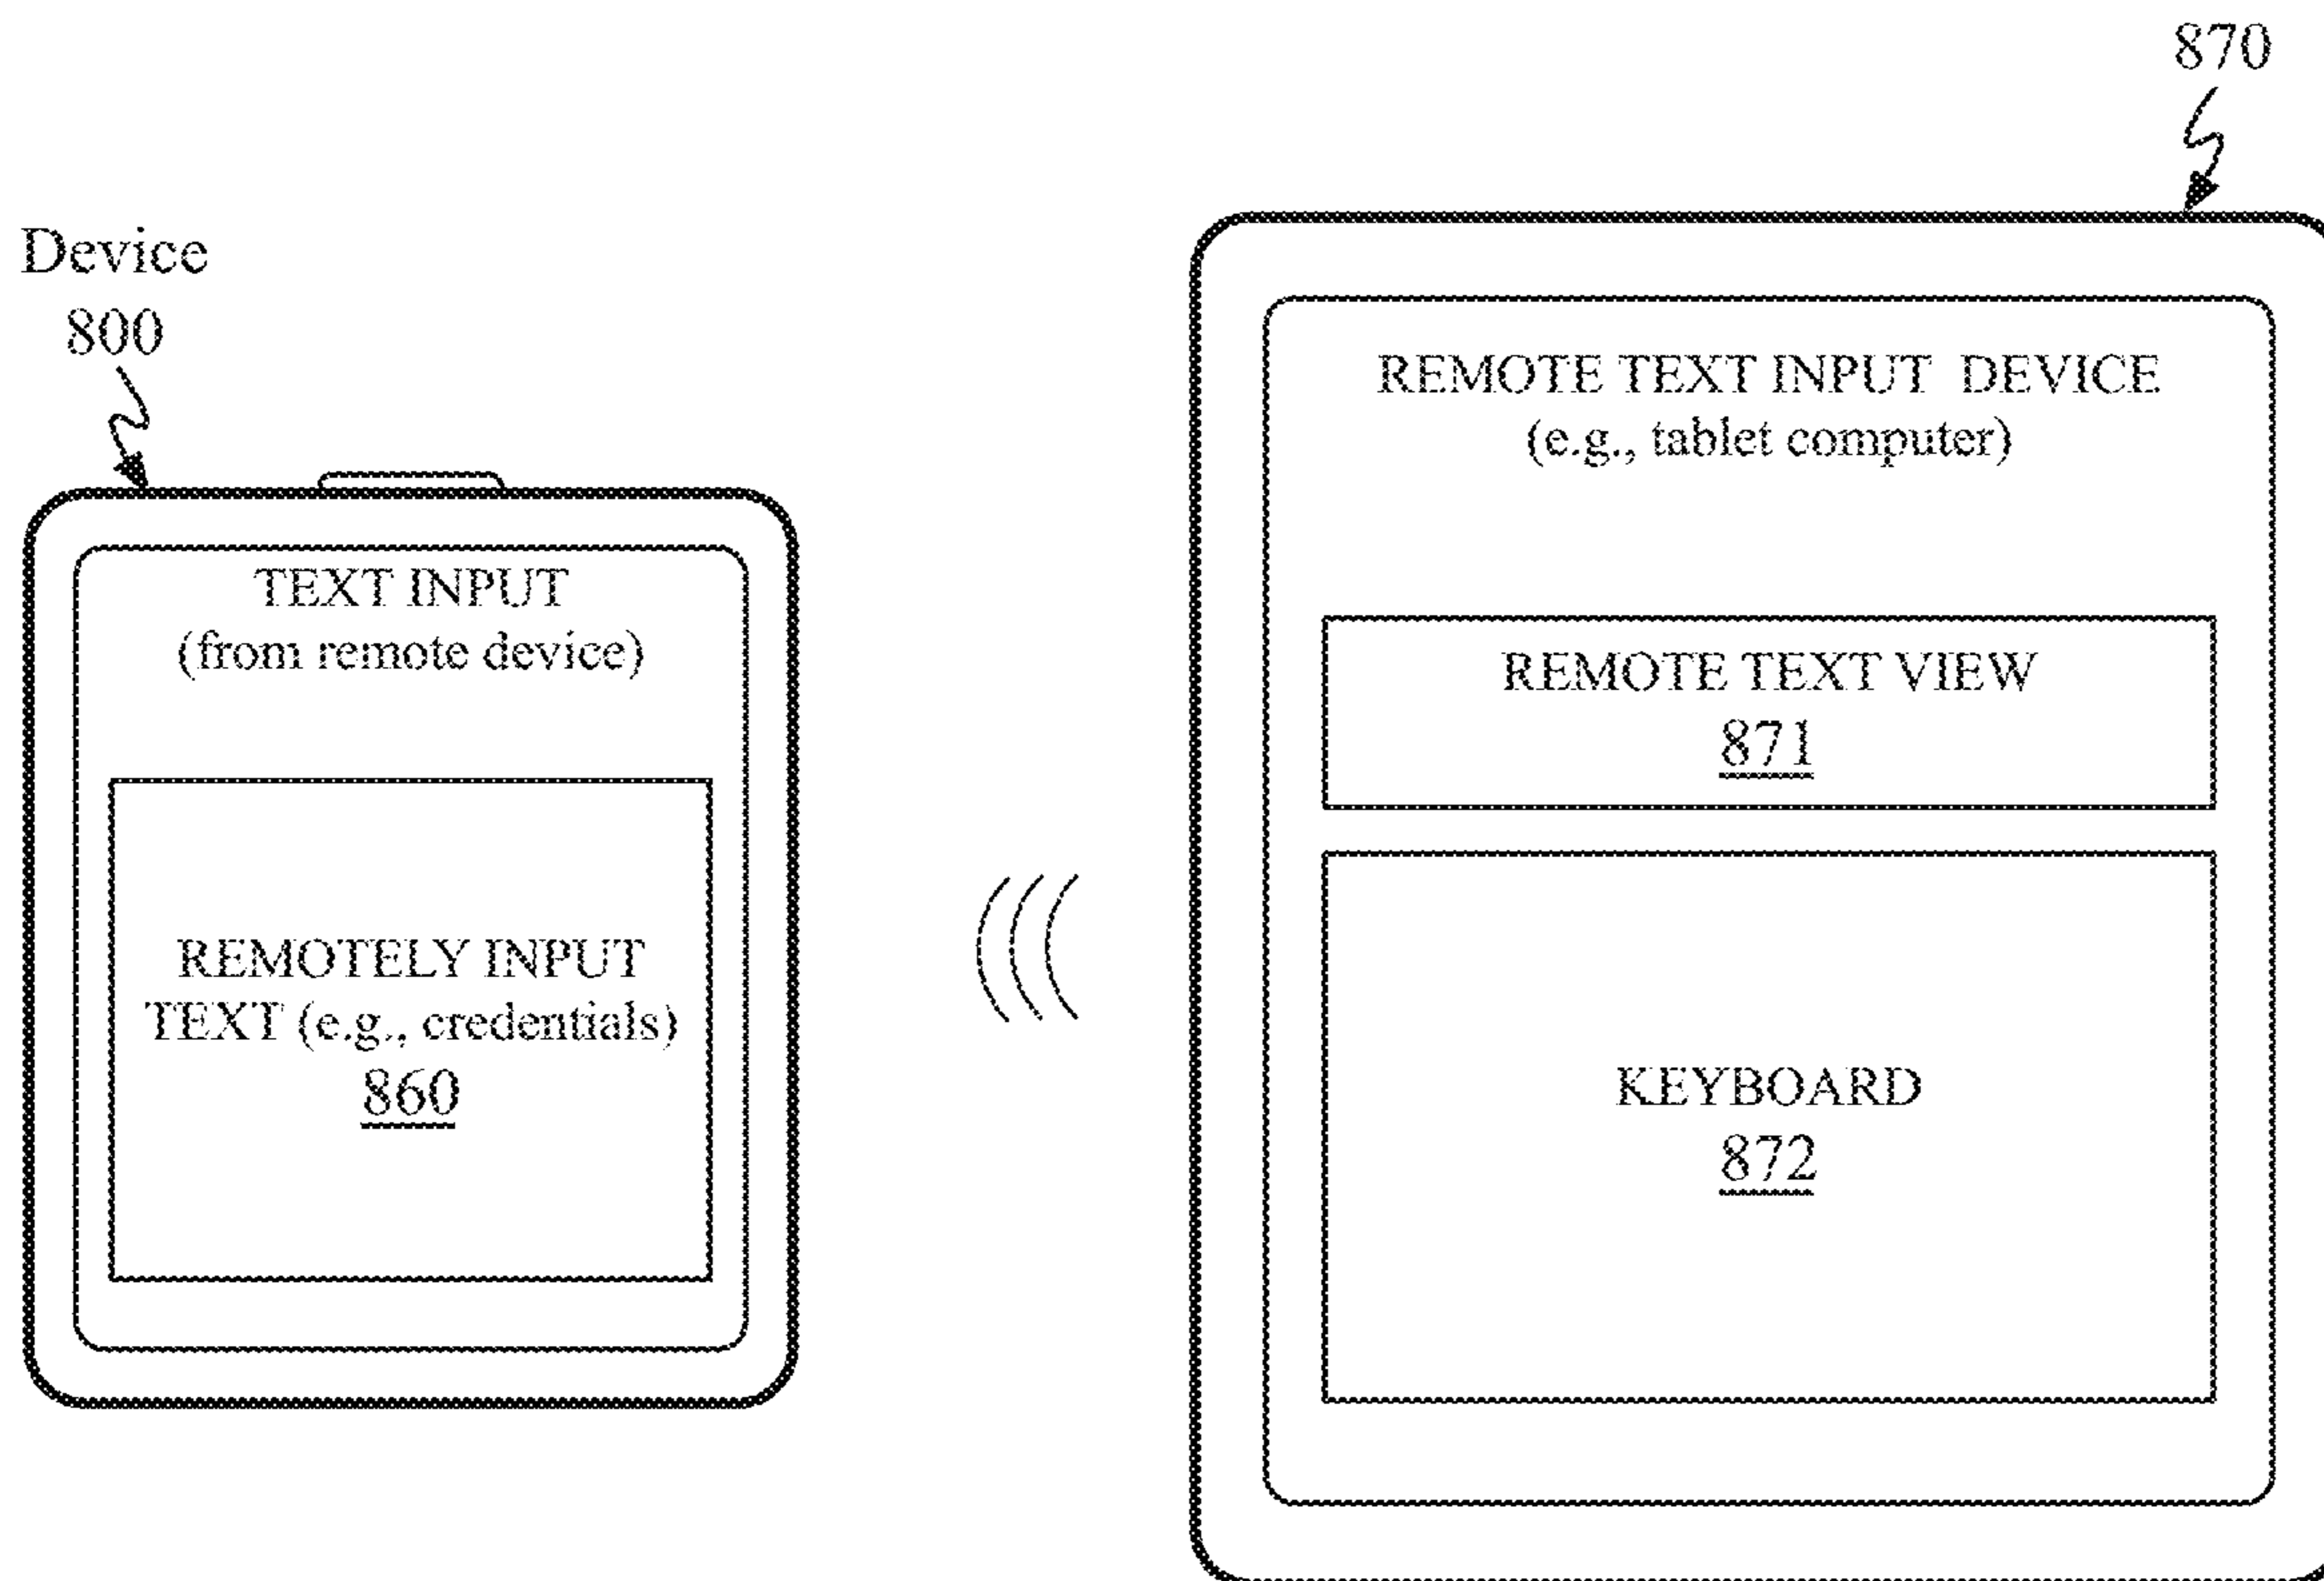 870
Device
800
REMOTE TEXT INPUT DEVICE
(e.g., tablet computer)
TEXT INPUT
(from remote device)
REMOTE TEXT VIEW
871
REMOTELY INPUT
TEXT (e.g., credentials)
860
KEYBOARD
872